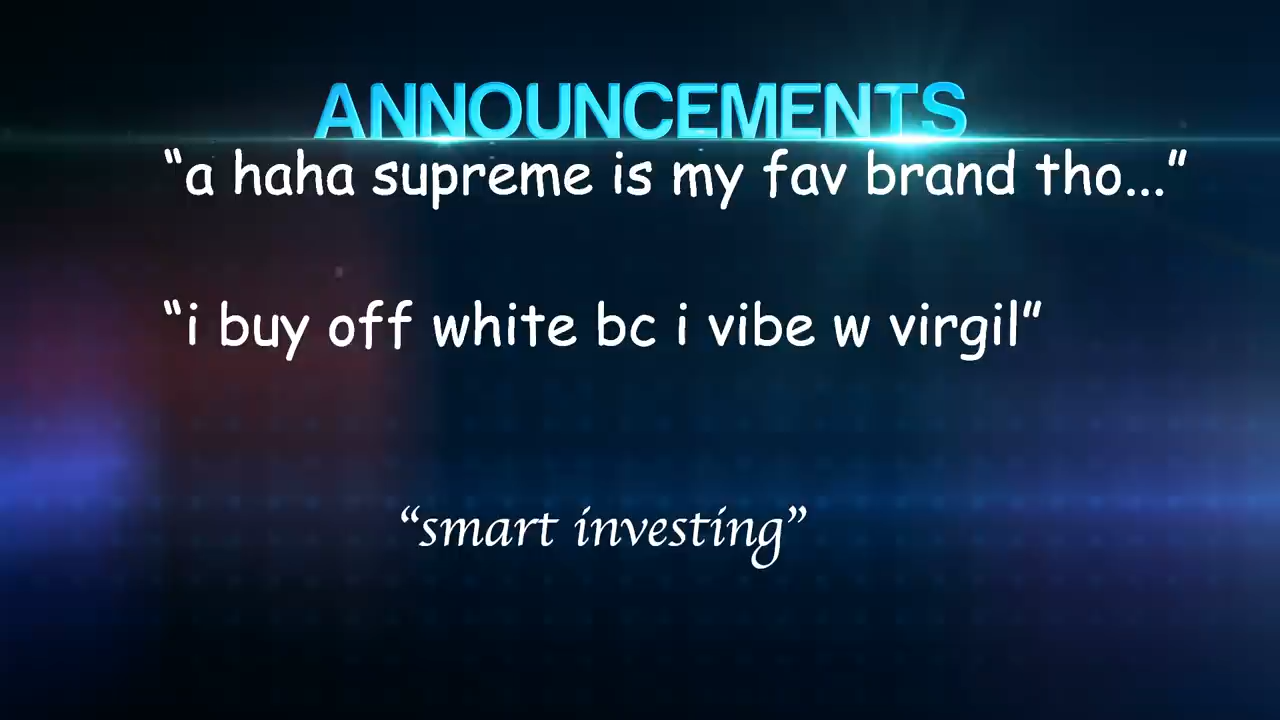 ANNOUNCEMENTS
“a haha supreme is my fav brand tho...”
“i buy off white bc i vibe w virgil”
“smart investing”